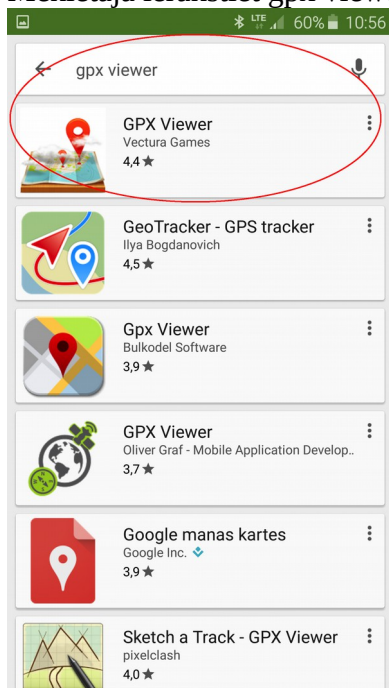 LTE 60% 10:56
gpx viewer
GPX Viewer
Vectura Games
4,4★
GeoTracker - GPS tracker
Ilya Bogdanovich
4,5★
Gpx Viewer
Bulkodel Software
3,9★
GPX Viewer
Oliver Graf - Mobile Application Develop..
3,7★
Google manas kartes
Google Inc.
3,9★
Sketch a Track - GPX Viewer
pixelclash
4,0★